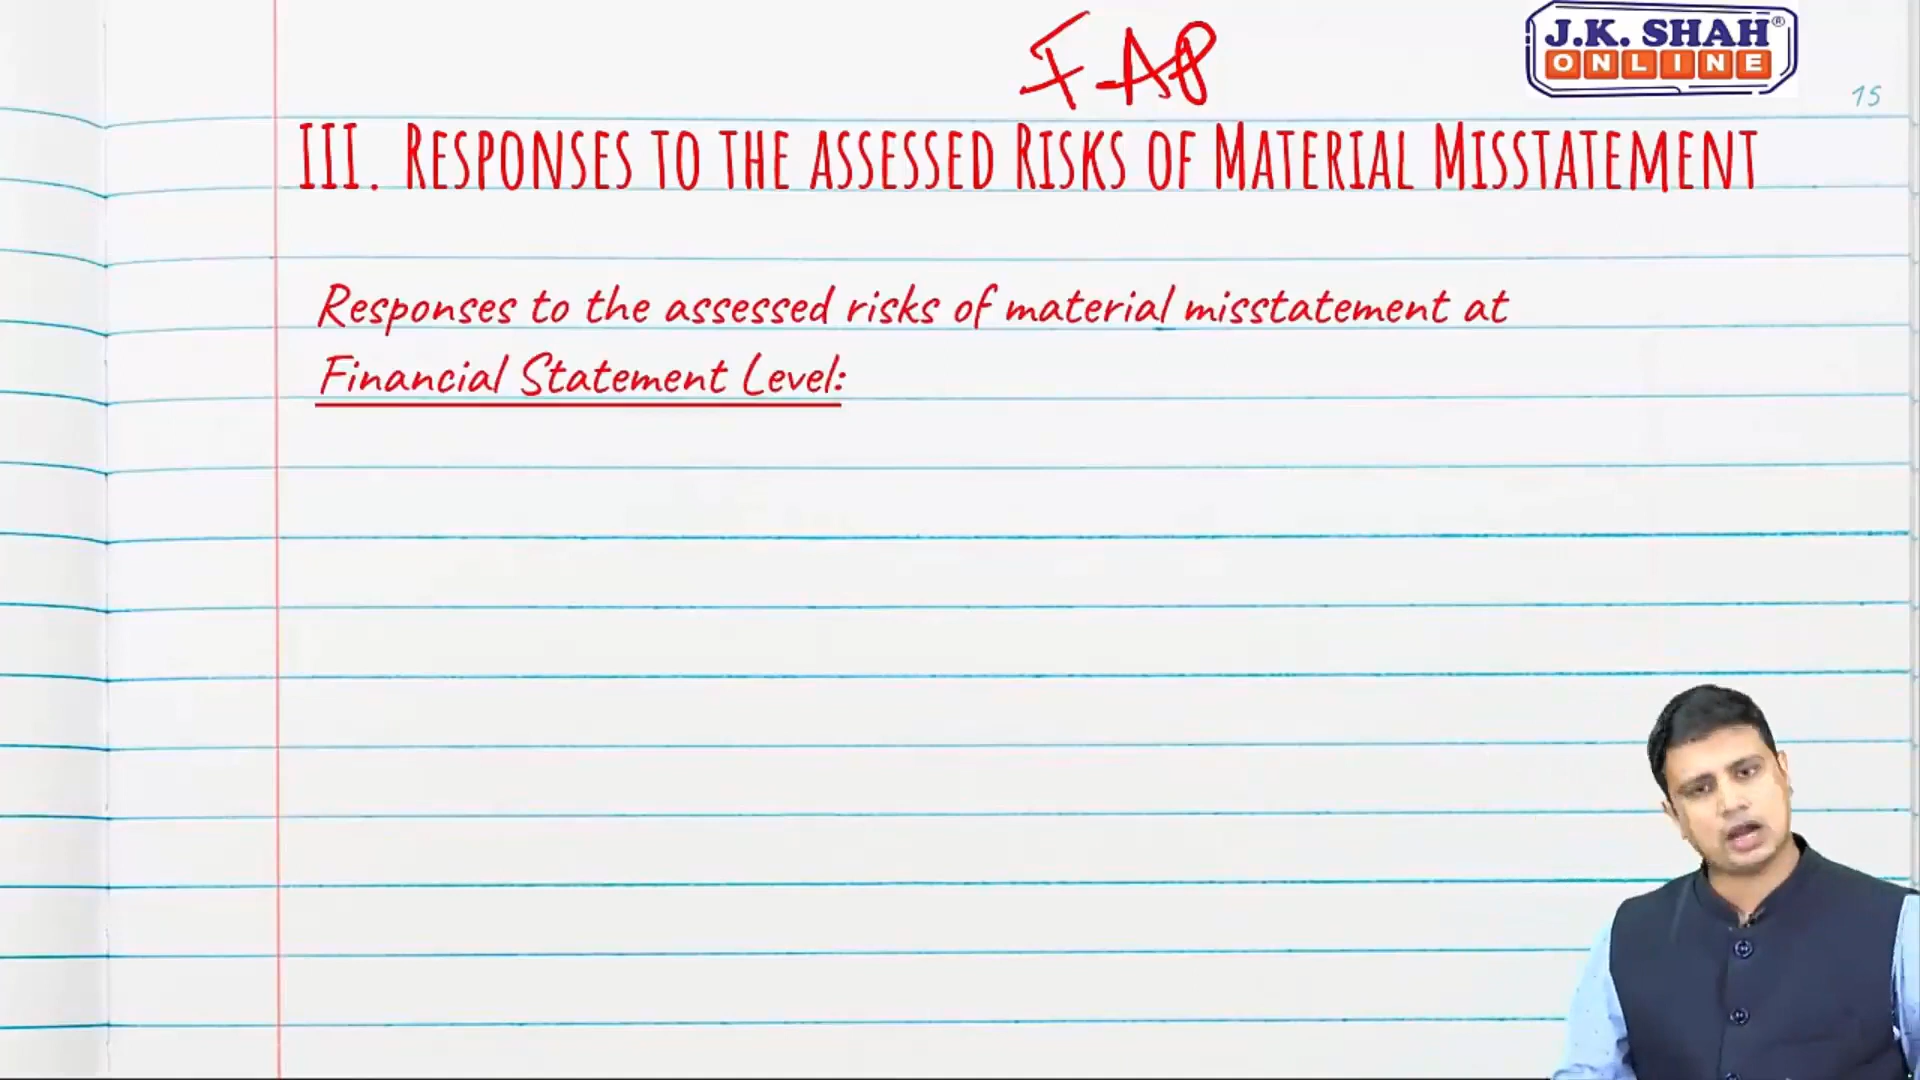 J.K. SHAH®
ONLINE
15
III. RESPONSES TO THE ASSESSED RISKS OF MATERIAL MISSTATEMENT
Responses to the assessed risks of material misstatement at
Financial Statement Level: